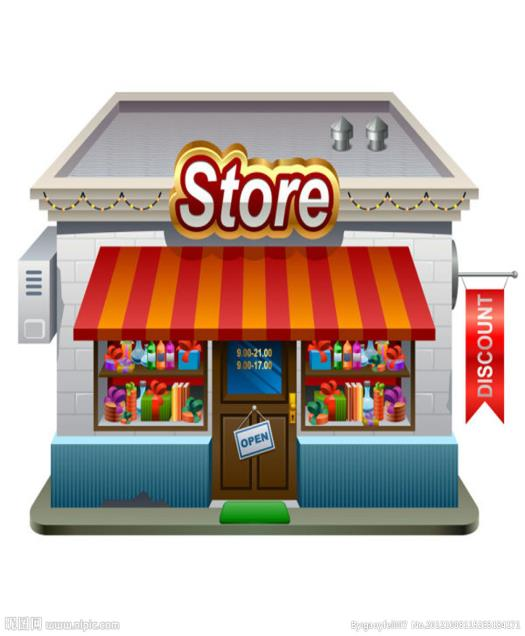 Store
DISCOUNT
9.00-21.00
9.00-17.00
OPEN
昵图网 www.nipic.com